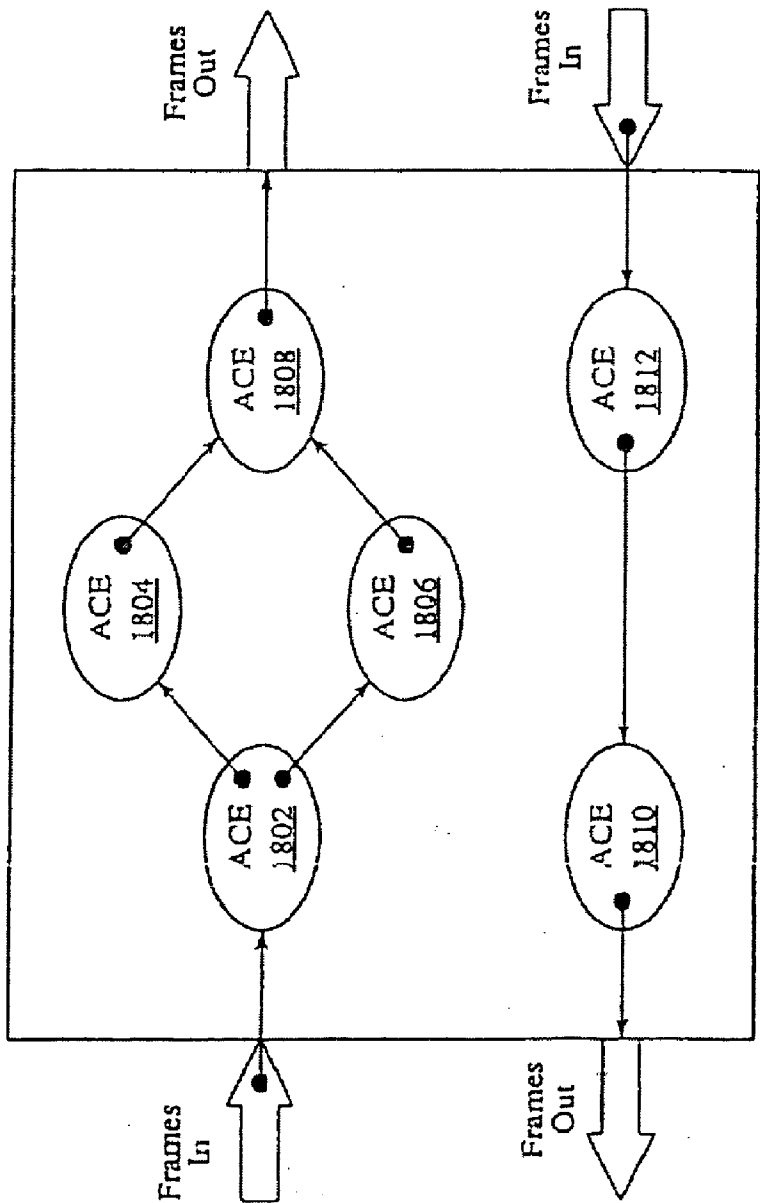 Frames
In
Frames
Out
ACE
1804
ACE
1802
ACE
1808
ACE
1806
Frames
Out
Frames
In
ACE
1810
ACE
1812